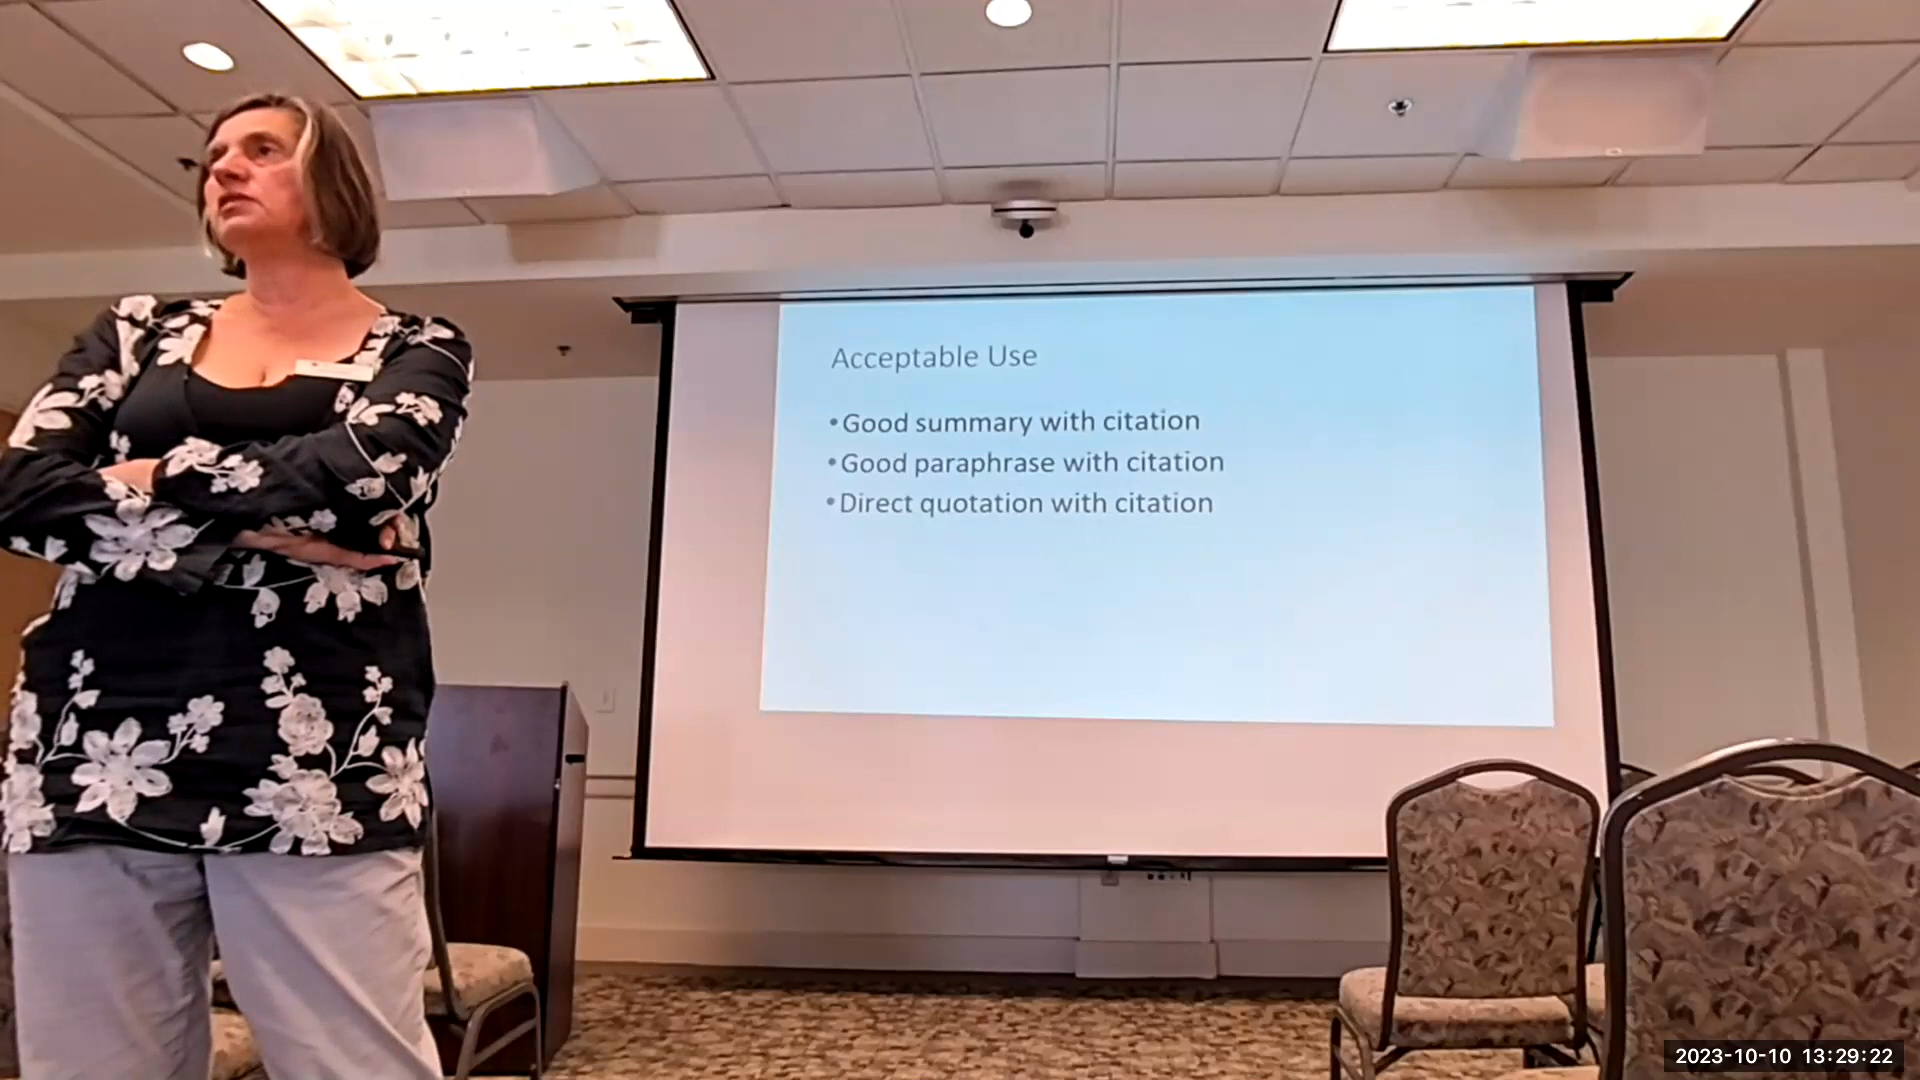 Acceptable Use
•Good summary with citation
•Good paraphrase with citation
•Direct quotation with citation
2023-10-10 13:29:22